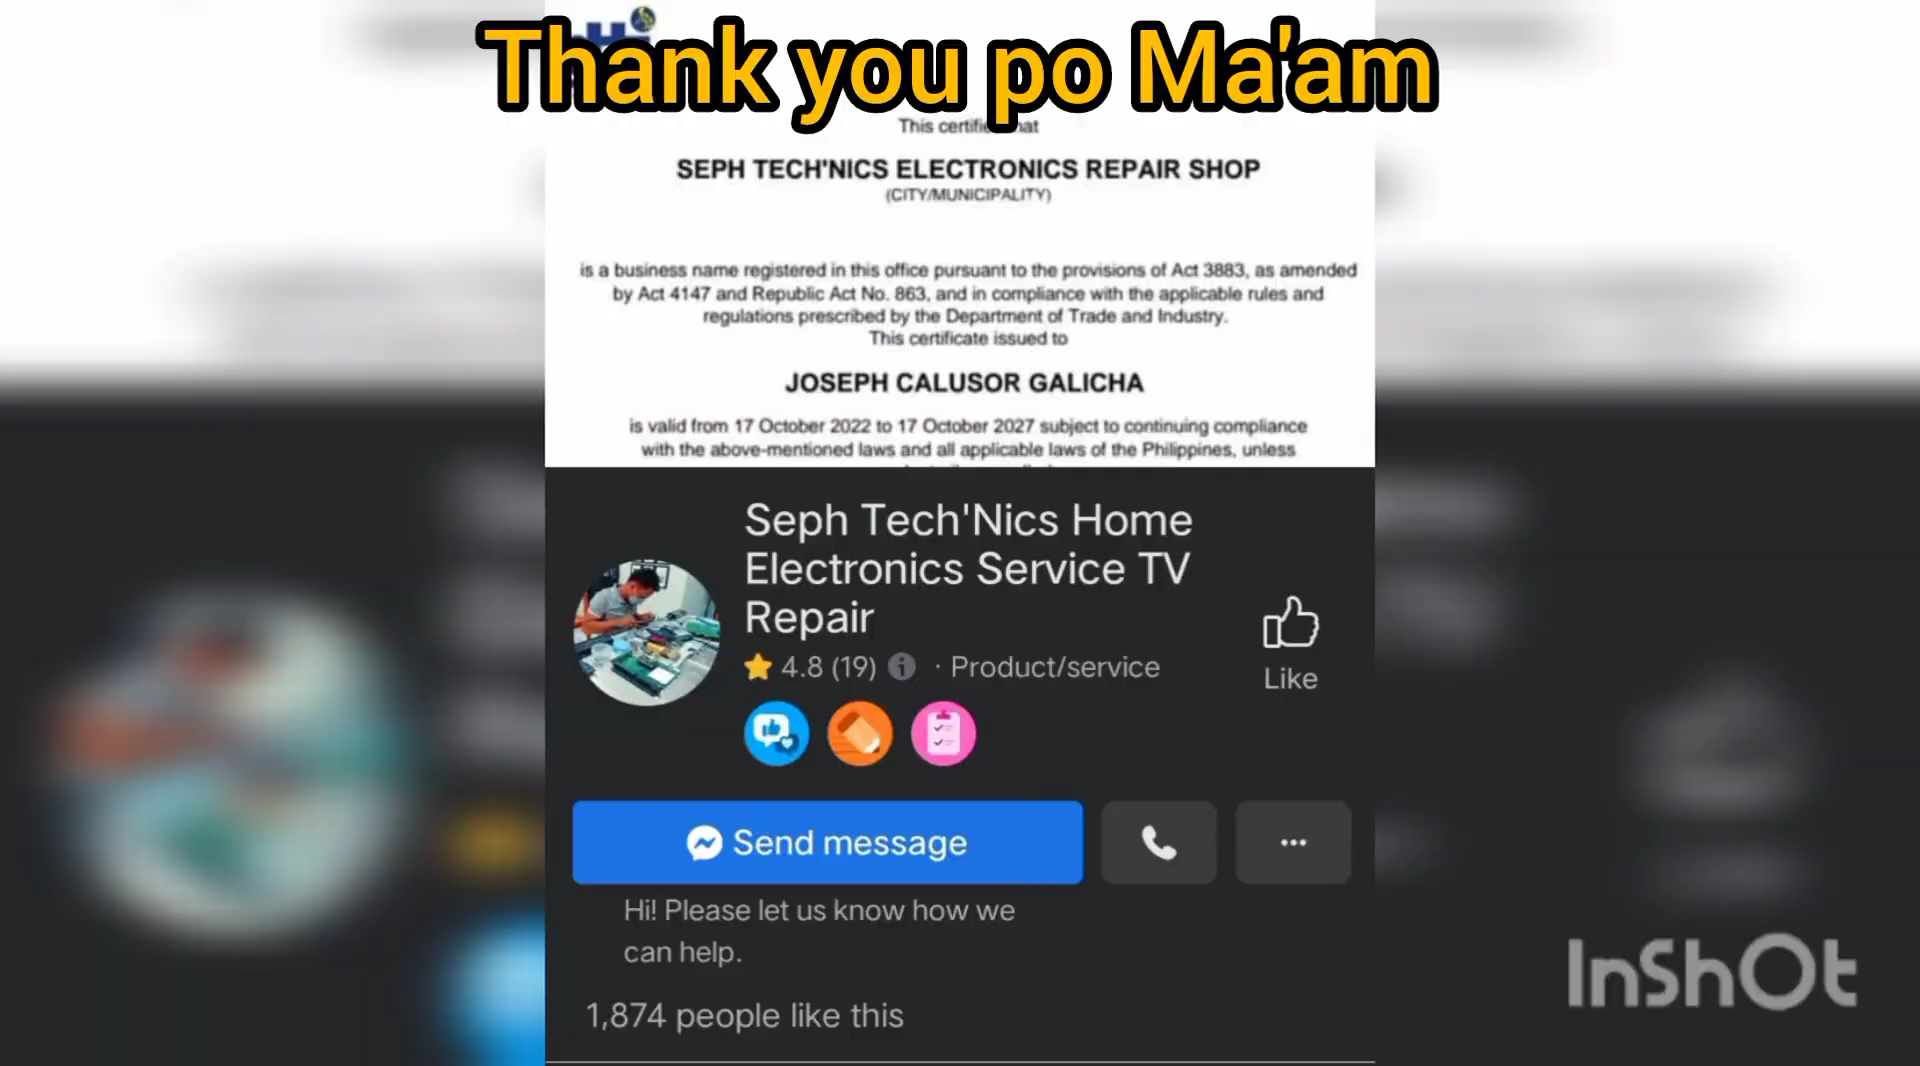 Thank you po Ma'am
This certifies that
SEPH TECH'NICS ELECTRONICS REPAIR SHOP
(CITY/MUNICIPALITY)
is a business name registered in this office pursuant to the provisions of Act 3883, as amended
by Act 4147 and Republic Act No. 863, and in compliance with the applicable rules and
regulations prescribed by the Department of Trade and Industry.
This certificate issued to
JOSEPH CALUSOR GALICHA
is valid from 17 October 2022 to 17 October 2027 subject to continuing compliance
with the above-mentioned laws and all applicable laws of the Philippines, unless
Seph Tech'Nics Home
Electronics Service TV
Repair
4.8 (19) · Product/service
Like
Send message
Hi! Please let us know how we
can help.
1,874 people like this
InShOt